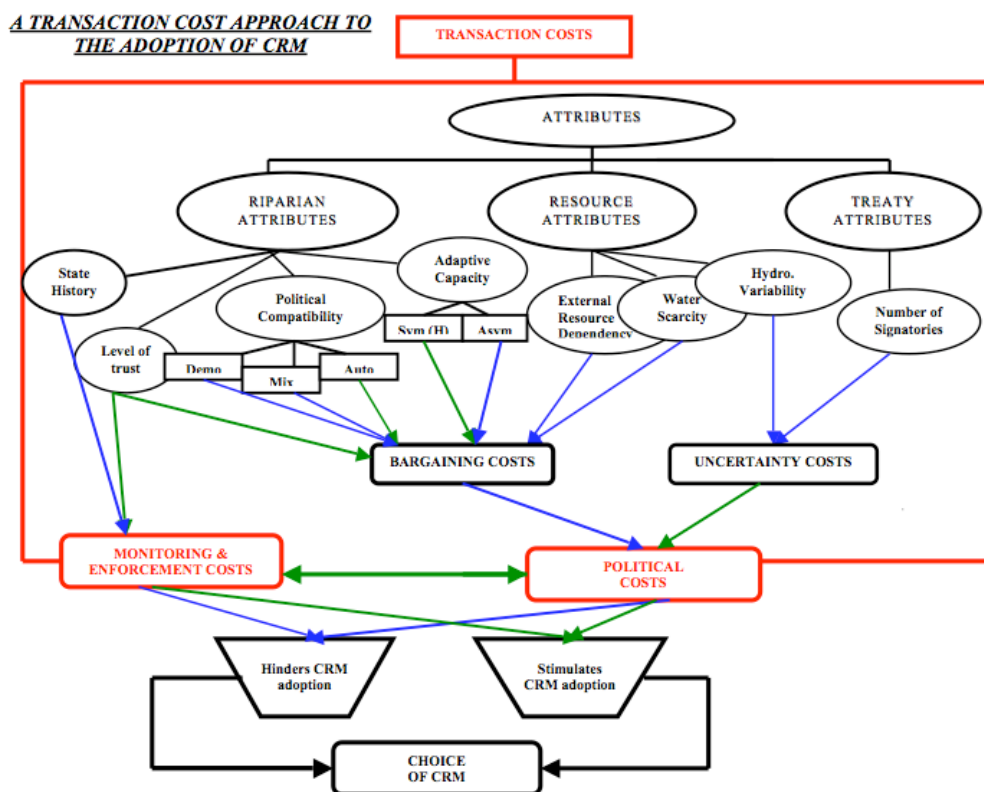 A TRANSACTION COST APPROACH TO
THE ADOPTION OF CRM
TRANSACTION COSTS
ATTRIBUTES
RIPARIAN
ATTRIBUTES
RESOURCE
ATTRIBUTES
TREATY
ATTRIBUTES
State
History
Adaptive
Capacity
Hydro.
Variability
Political
Compatibility
External
Resource
Dependency
Water
Scarcity
Number of
Signatories
Sym (H)
Asym
Level of
trust
Demo
Mix
Auto
BARGAINING COSTS
UNCERTAINTY COSTS
MONITORING &
ENFORCEMENT COSTS
POLITICAL
COSTS
Hinders CRM
adoption
Stimulates
CRM adoption
CHOICE
OF CRM